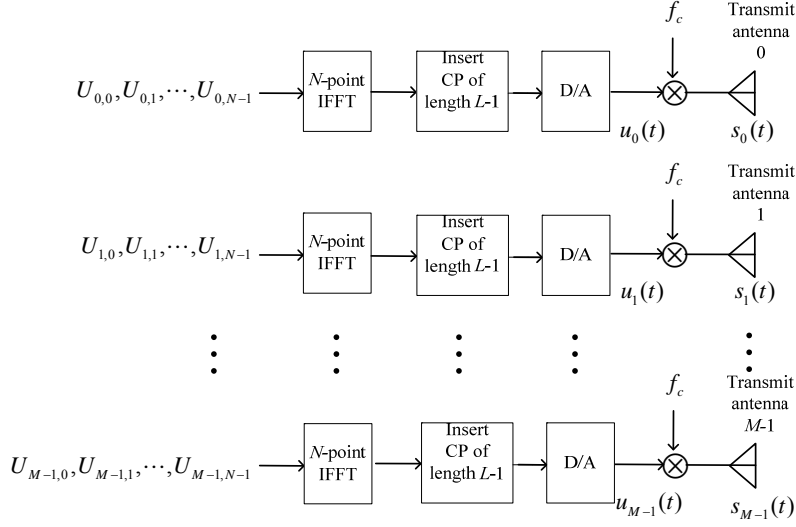 f_c
Transmit
antenna
0
U_{0,0}, U_{0,1}, ⋯, U_{0,N−1}
N-point
IFFT
Insert
CP of
length L-1
D/A
u_0(t)
s_0(t)
f_c
Transmit
antenna
1
U_{1,0}, U_{1,1}, ⋯, U_{1,N−1}
N-point
IFFT
Insert
CP of
length L-1
D/A
u_1(t)
s_1(t)
f_c
Transmit
antenna
M-1
U_{M−1,0}, U_{M−1,1}, ⋯, U_{M−1,N−1}
N-point
IFFT
Insert
CP of
length L-1
D/A
u_{M−1}(t)
s_{M−1}(t)